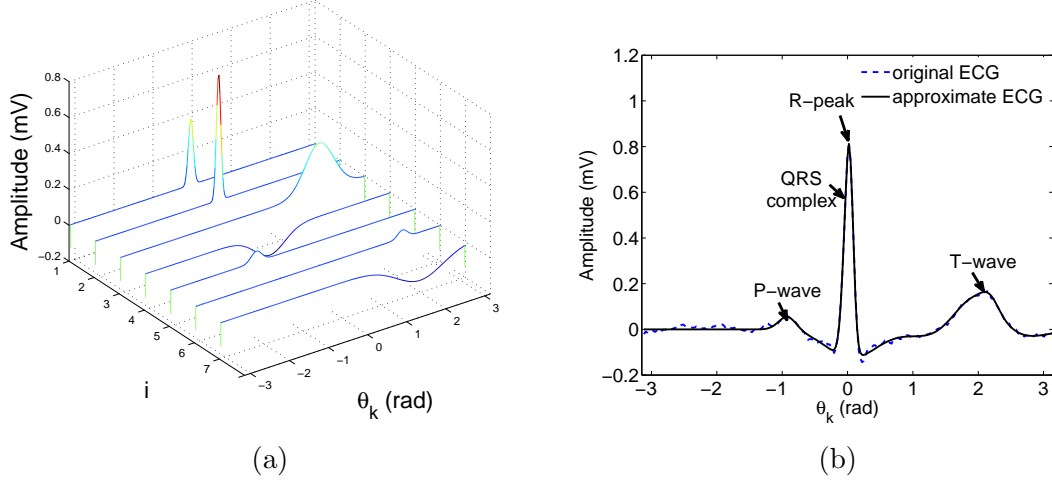 0.8
0.6
0.4
0.2
0
−0.2
Amplitude (mV)
1
2
3
4
5
6
7
i
−3
−2
−1
0
1
2
3
θk (rad)
(a)
1.2
1
0.8
0.6
0.4
0.2
0
−0.2
Amplitude (mV)
original ECG
approximate ECG
R−peak
QRS
complex
P−wave
T−wave
−3
−2
−1
0
1
2
3
θk (rad)
(b)